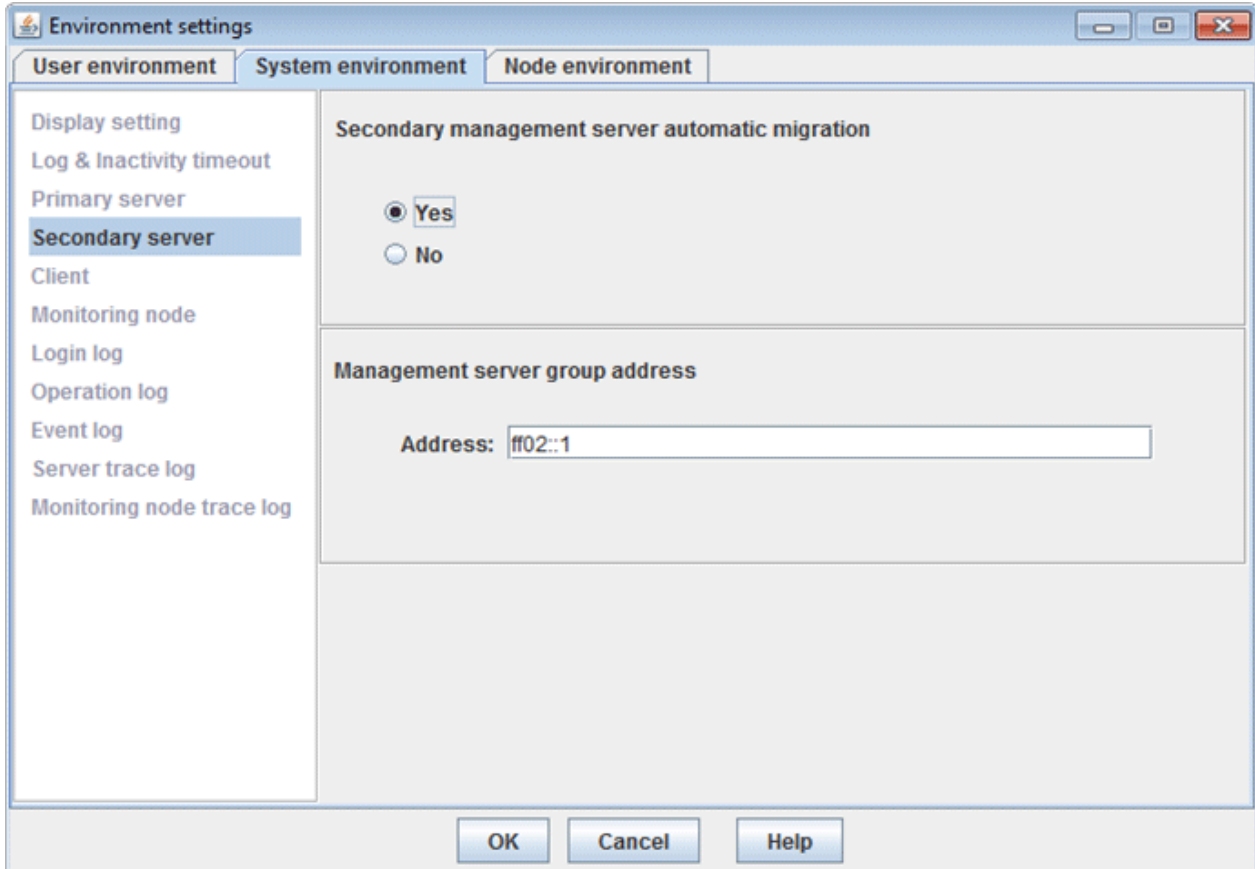 Environment settings
User environment System environment Node environment
Display setting
Log & Inactivity timeout
Primary server
Secondary server
Client
Monitoring node
Login log
Operation log
Event log
Server trace log
Monitoring node trace log
Secondary management server automatic migration
Yes
No
Management server group address
Address: ff02::1
OK Cancel Help